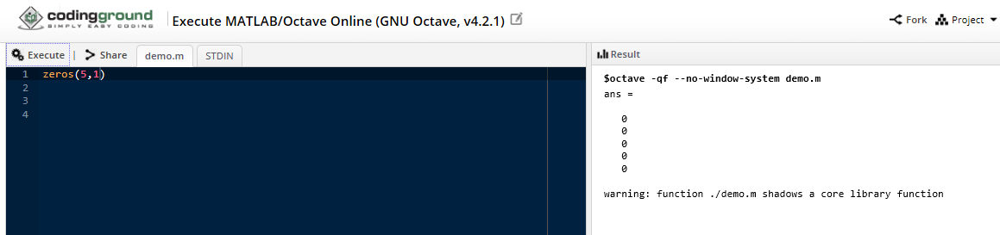 codingground
SIMPLY EASY CODING
Execute MATLAB/Octave Online (GNU Octave, v4.2.1)
Fork
Project
Execute | Share
demo.m
STDIN
1 zeros(5,1)
2
3
4
Result
$octave -qf --no-window-system demo.m
ans =
0
0
0
0
0
warning: function ./demo.m shadows a core library function